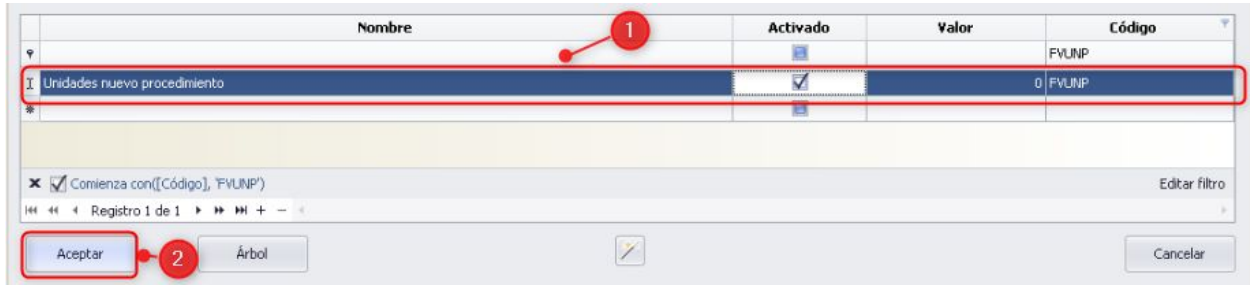 Nombre Activado Valor Código
1
FVUNP
Unidades nuevo procedimiento 0 FVUNP
Comienza con([Código], 'FVUNP') Editar filtro
Registro 1 de 1
Aceptar 2 Árbol Cancelar